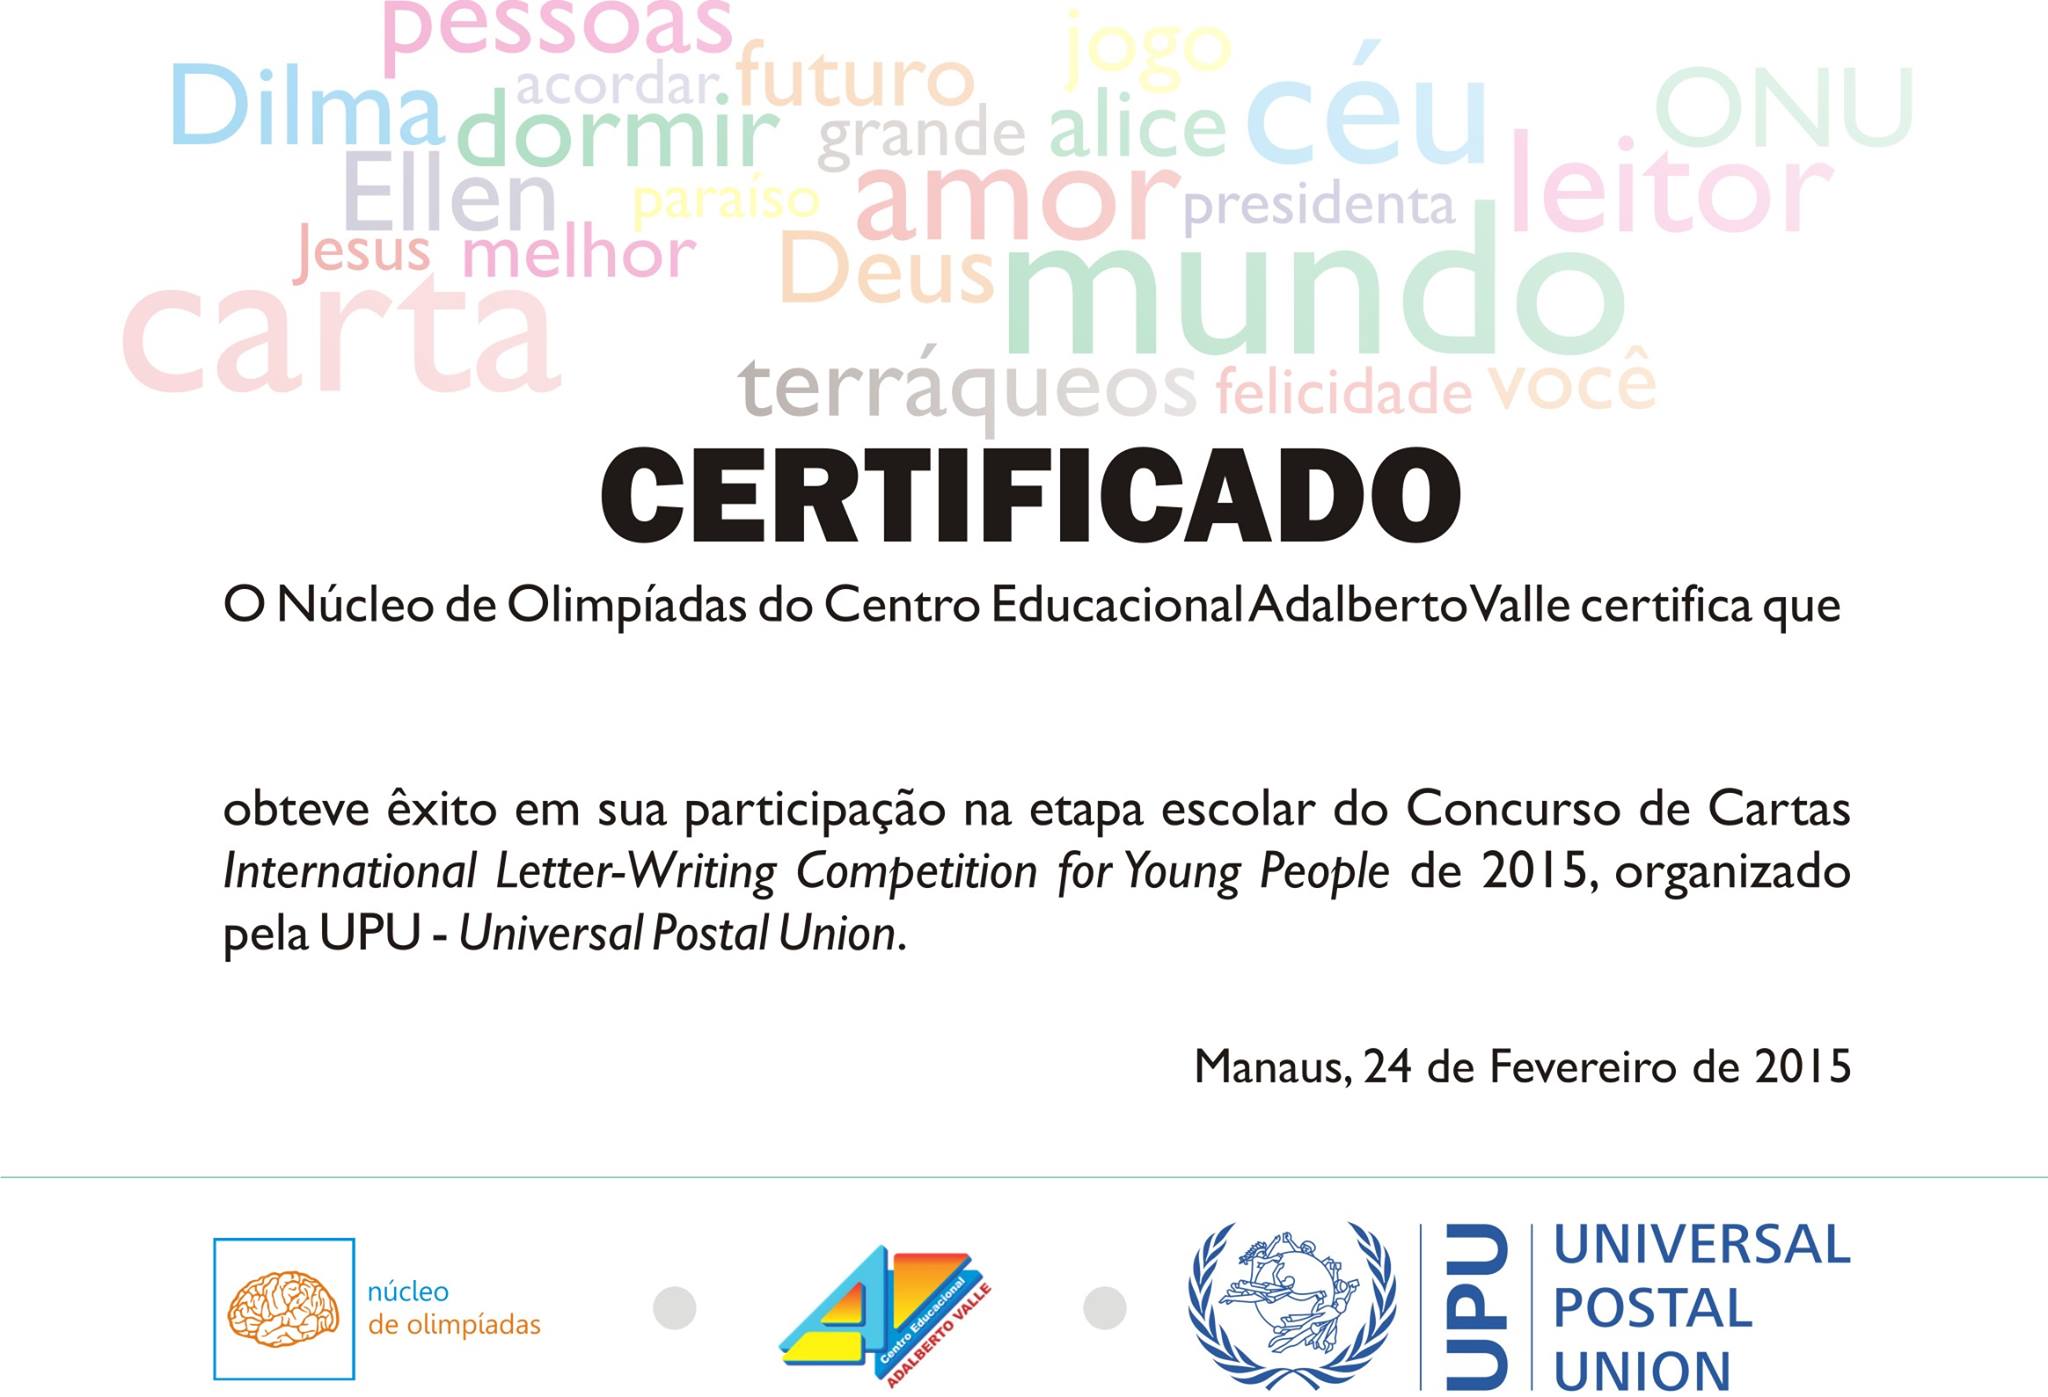 pessoas
jogo
Dilma acordar futuro céu ONU
dormir grande alice leitor
Ellen paraíso amor presidenta
Jesus melhor Deus mundo
carta
terráqueos felicidade você
CERTIFICADO
O Núcleo de Olimpíadas do Centro Educacional Adalberto Valle certifica que
obteve êxito em sua participação na etapa escolar do Concurso de Cartas
International Letter-Writing Competition for Young People de 2015, organizado
pela UPU - Universal Postal Union.
Manaus, 24 de Fevereiro de 2015
núcleo
de olimpíadas
Centro Educacional
ADALBERTO VALLE
UPU
UNIVERSAL
POSTAL
UNION